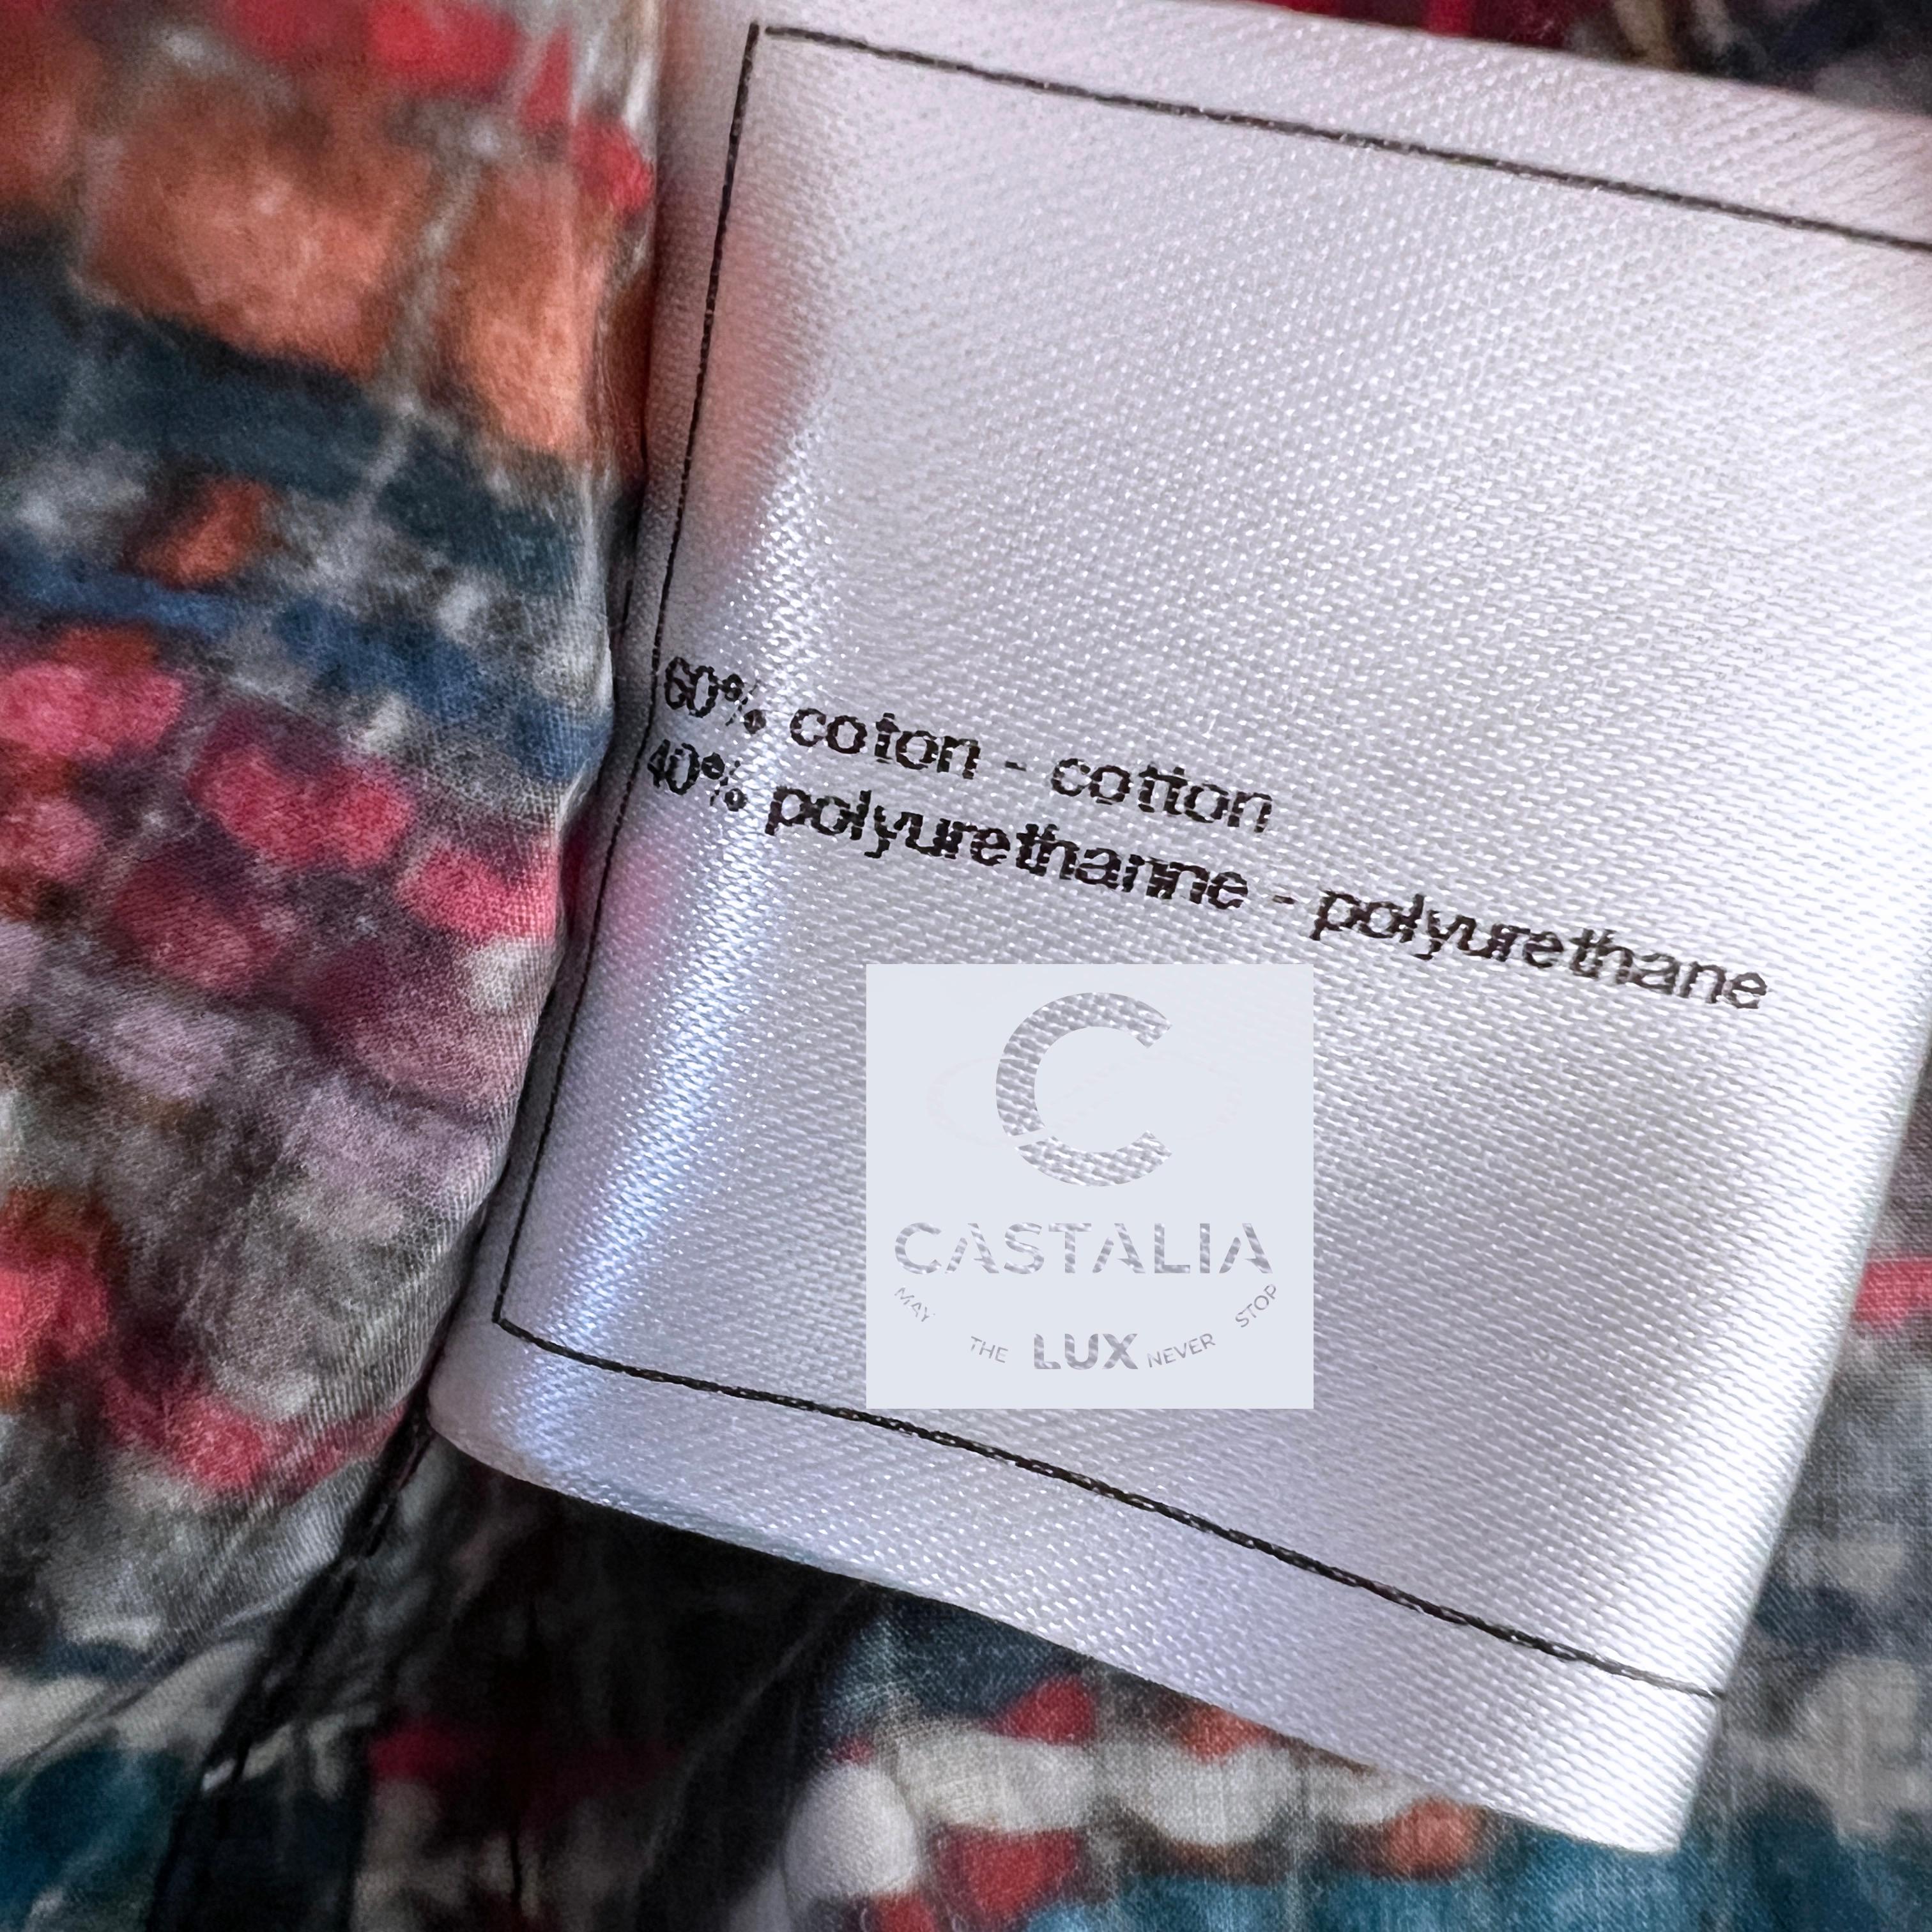 60% coton - cotton
40% polyurethanne - polyurethane
C
CASTALIA
MAY THE LUX NEVER STOP